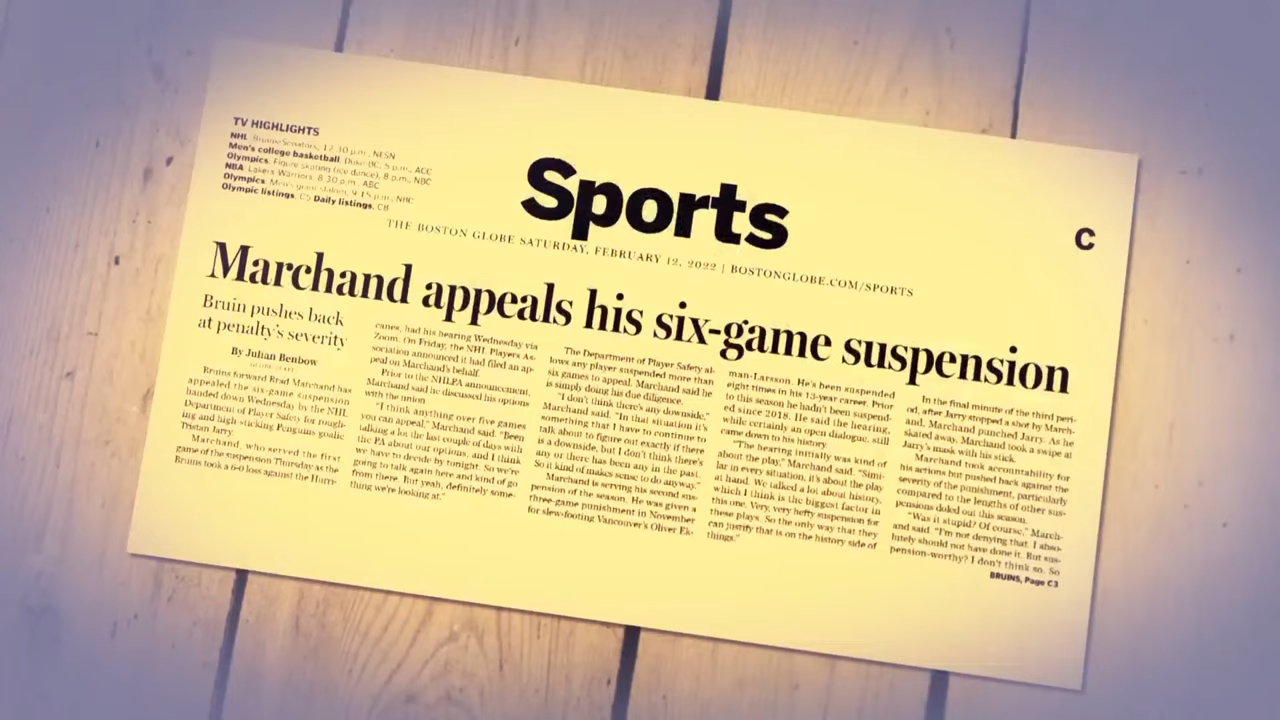 TV HIGHLIGHTS
NHL Bruins-Senators, 12:30 p.m., NESN
Men's college basketball Duke-BC, 5 p.m., ACC
Olympics: Figure skating (ice dance), 8 p.m., NBC
NBA: Lakers-Warriors, 8:30 p.m., ABC
Olympics: Men's giant slalom, 9:15 p.m., NBC
Olympic listings, C5 Daily listings, C8
Sports
C
THE BOSTON GLOBE SATURDAY, FEBRUARY 12, 2022 | BOSTONGLOBE.COM/SPORTS
Marchand appeals his six-game suspension
Bruin pushes back
at penalty's severity
By Julian Benbow
GLOBE STAFF
Bruins forward Brad Marchand has
appealed the six-game suspension
handed down Wednesday by the NHL
Department of Player Safety for rough-
ing and high-sticking Penguins goalie
Tristan Jarry.
Marchand, who served the first
game of the suspension Thursday as the
Bruins took a 6-0 loss against the Hurri-
canes, had his hearing Wednesday via
Zoom. On Friday, the NHL Players As-
sociation announced it had filed an ap-
peal on Marchand's behalf.
Prior to the NHLPA announcement,
Marchand said he discussed his options
with the union.
"I think anything over five games
you can appeal," Marchand said. "Been
talking a lot the last couple of days with
the PA about our options, and I think
we have to decide by tonight. So we're
going to talk again here and kind of go
from there. But yeah, definitely some-
thing we're looking at."
The Department of Player Safety al-
lows any player suspended more than
six games to appeal. Marchand said he
is simply doing his due diligence.
"I don't think there's any downside,"
Marchand said. "In that situation it's
something that I have to continue to
talk about to figure out exactly if there
is a downside, but I don't think there's
any or there has been any in the past.
So it kind of makes sense to do anyway."
Marchand is serving his second sus-
pension of the season. He was given a
three-game punishment in November
for slew-footing Vancouver's Oliver Ek-
man-Larsson. He's been suspended
eight times in his 13-year career. Prior
to this season he hadn't been suspend-
ed since 2018. He said the hearing,
while certainly an open dialogue, still
came down to his history.
"The hearing initially was kind of
about the play," Marchand said. "Simi-
lar in every situation, it's about the play
at hand. We talked a lot about history,
which I think is the biggest factor in
this one. Very, very hefty suspension for
these plays. So the only way that they
can justify that is on the history side of
things."
In the final minute of the third peri-
od, after Jarry stopped a shot by March-
and, Marchand punched Jarry. As he
skated away, Marchand took a swipe at
Jarry's mask with his stick.
Marchand took accountability for
his actions but pushed back against the
severity of the punishment, particularly
compared to the lengths of other sus-
pensions doled out this season.
"Was it stupid? Of course," March-
and said. "I'm not denying that. I abso-
lutely should not have done it. But sus-
pension-worthy? I don't think so. So
BRUINS, Page C3